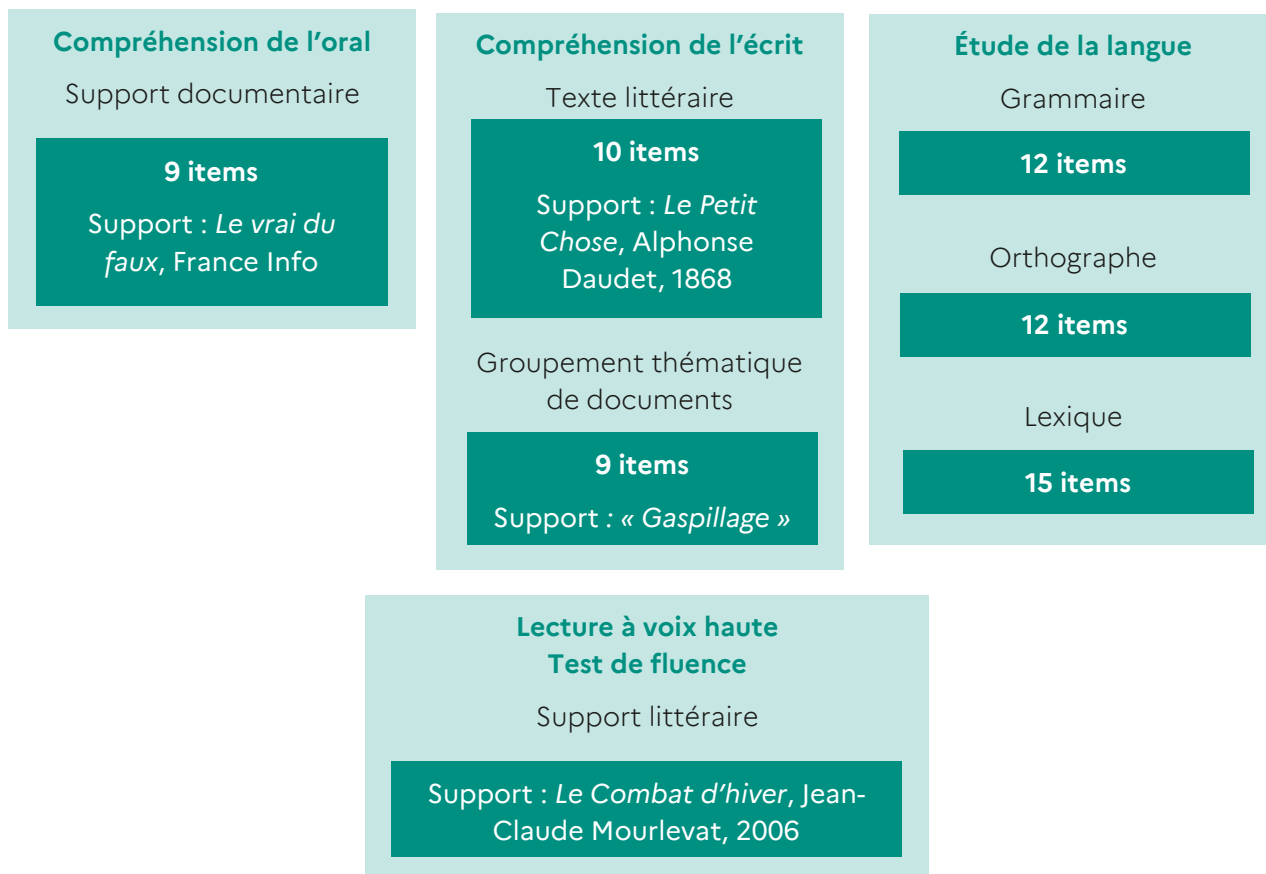 Compréhension de l’oral
Support documentaire
9 items
Support : Le vrai du
faux, France Info
Compréhension de l’écrit
Texte littéraire
10 items
Support : Le Petit
Chose, Alphonse
Daudet, 1868
Groupement thématique
de documents
9 items
Support : « Gaspillage »
Étude de la langue
Grammaire
12 items
Orthographe
12 items
Lexique
15 items
Lecture à voix haute
Test de fluence
Support littéraire
Support : Le Combat d’hiver, Jean-
Claude Mourlevat, 2006